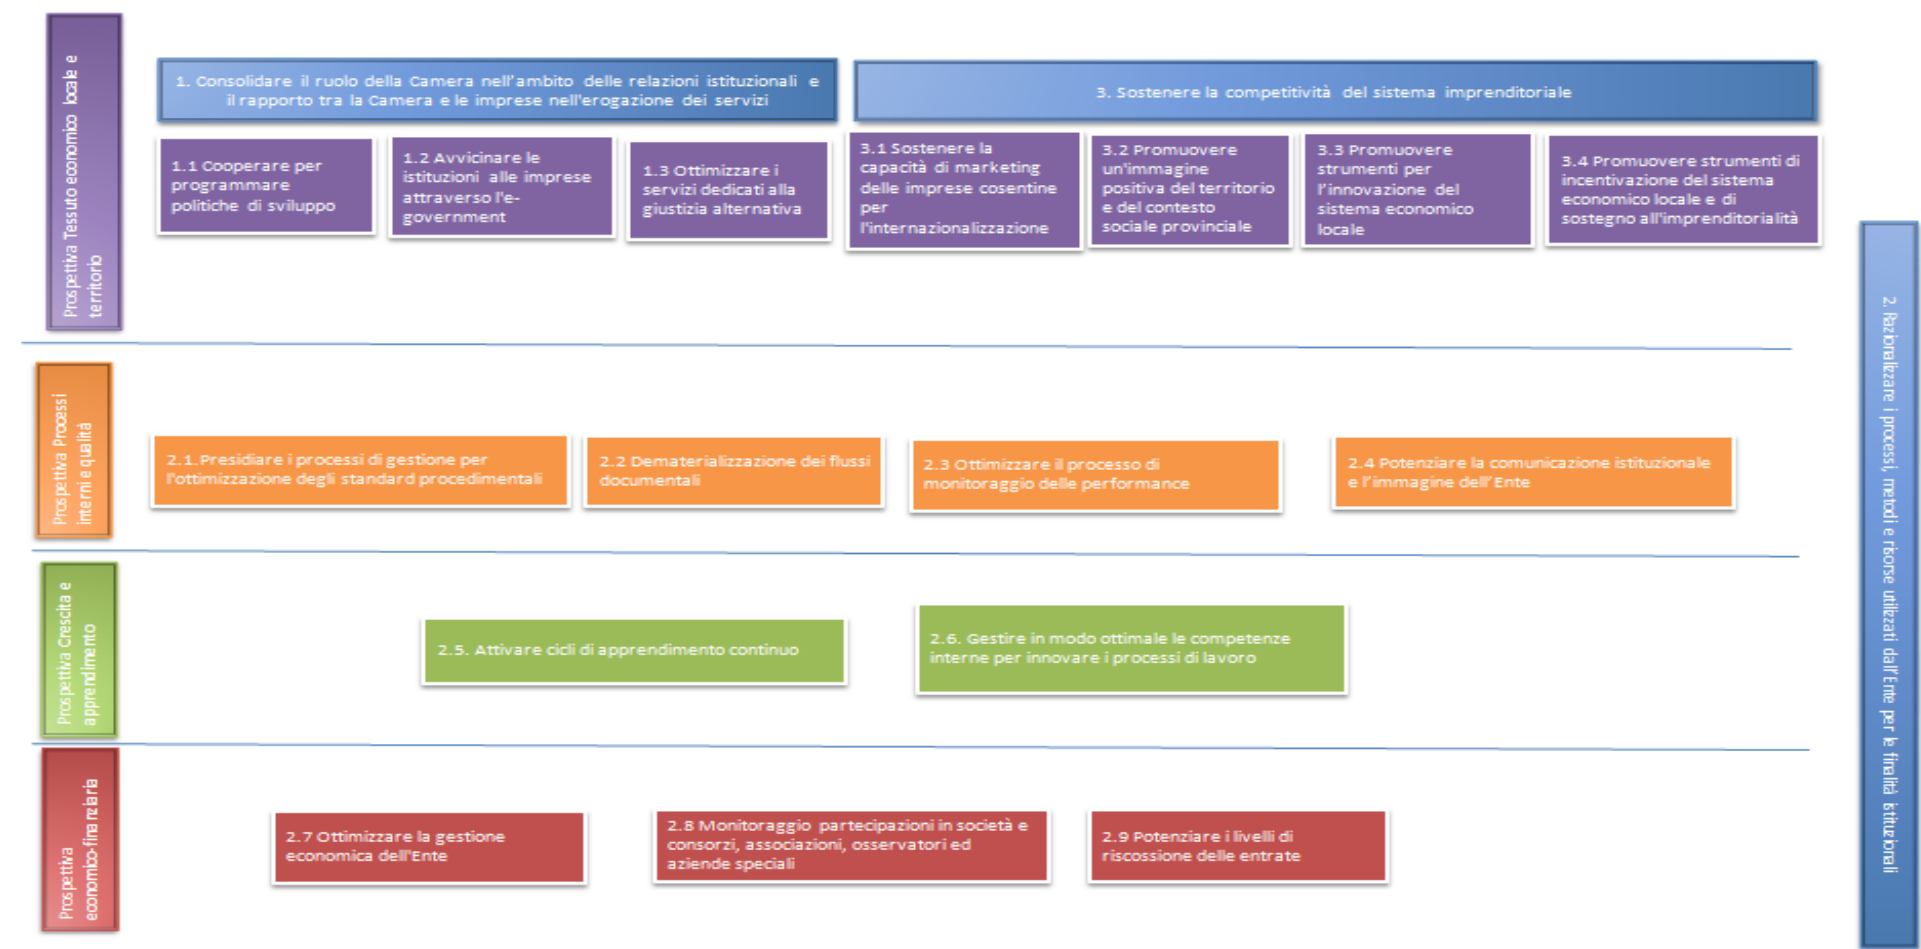 Prospettiva Tessuto economico locale e
territorio
1. Consolidare il ruolo della Camera nell'ambito delle relazioni istituzionali e
il rapporto tra la Camera e le imprese nell'erogazione dei servizi
3. Sostenere la competitività del sistema imprenditoriale
1.1 Cooperare per
programmare
politiche di sviluppo
1.2 Avvicinare le
istituzioni alle imprese
attraverso l'e-
government
1.3 Ottimizzare i
servizi dedicati alla
giustizia alternativa
3.1 Sostenere la
capacità di marketing
delle imprese cosentine
per
l'internazionalizzazione
3.2 Promuovere
un'immagine
positiva del territorio
e del contesto
sociale provinciale
3.3 Promuovere
strumenti per
l'innovazione del
sistema economico
locale
3.4 Promuovere strumenti di
incentivazione del sistema
economico locale e di
sostegno all'imprenditorialità
Prospettiva Processi
interni e qualità
2.1.Presidiare i processi di gestione per
l'ottimizzazione degli standard procedimentali
2.2 Dematerializzazione dei flussi
documentali
2.3 Ottimizzare il processo di
monitoraggio delle performance
2.4 Potenziare la comunicazione istituzionale
e l'immagine dell'Ente
Prospettiva Crescita e
apprendimento
2.5. Attivare cicli di apprendimento continuo
2.6. Gestire in modo ottimale le competenze
interne per innovare i processi di lavoro
Prospettiva
economico-finanziaria
2.7 Ottimizzare la gestione
economica dell'Ente
2.8 Monitoraggio partecipazioni in società e
consorzi, associazioni, osservatori ed
aziende speciali
2.9 Potenziare i livelli di
riscossione delle entrate
2. Razionalizzare i processi, metodi e risorse utilizzati dall'Ente per le finalità istituzionali